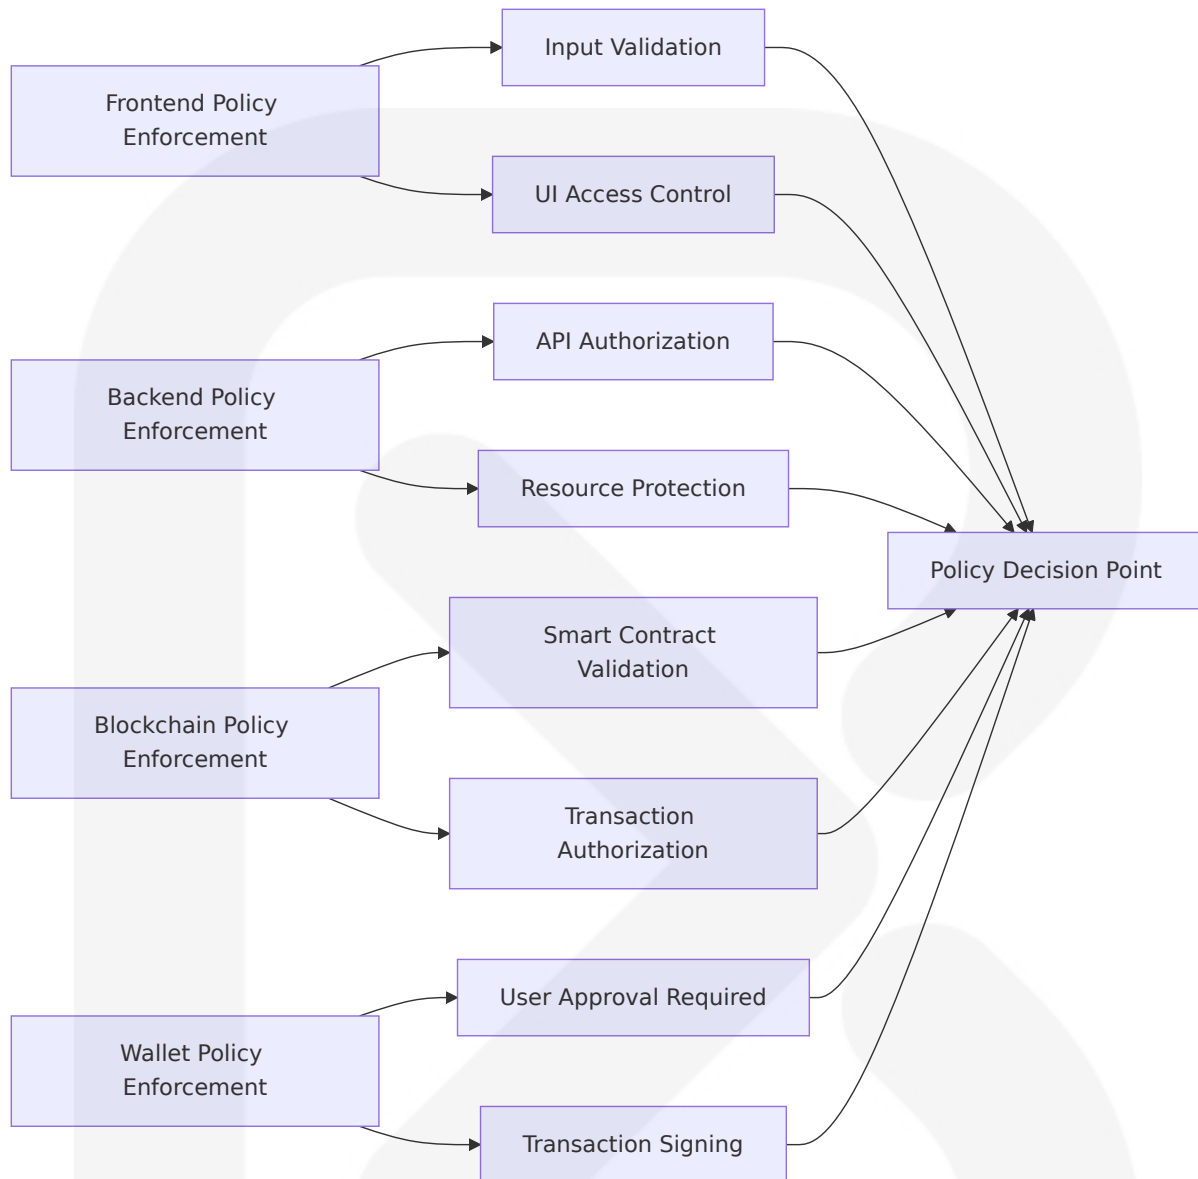 Input Validation
Frontend Policy
Enforcement
UI Access Control
API Authorization
Backend Policy
Enforcement
Resource Protection
Policy Decision Point
Smart Contract
Validation
Blockchain Policy
Enforcement
Transaction
Authorization
User Approval Required
Wallet Policy
Enforcement
Transaction Signing